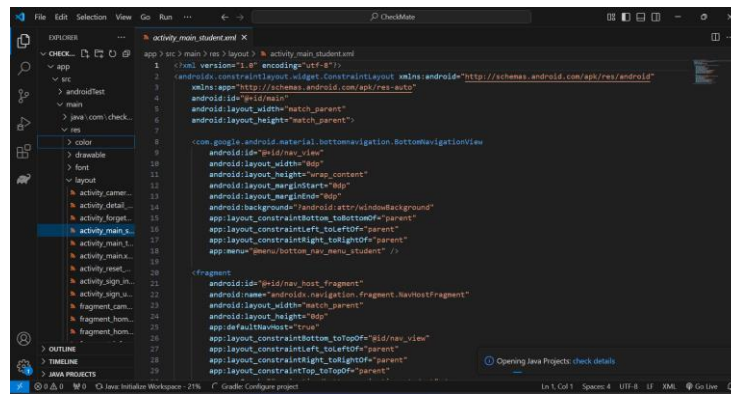 File Edit Selection View Go Run ...
CheckMate
EXPLORER
CHECK...
app
src
androidTest
main
java\com\check...
res
color
drawable
font
layout
activity_camer...
activity_detail_...
activity_forget...
activity_main_s...
activity_main_t...
activity_main.x...
activity_reset_...
activity_sign_in...
activity_sign_u...
fragment_cam...
fragment_hom...
fragment_hom...
OUTLINE
TIMELINE
JAVA PROJECTS
activity_main_student.xml
app > src > main > res > layout > activity_main_student.xml
1 <?xml version="1.0" encoding="utf-8"?>
2 <androidx.constraintlayout.widget.ConstraintLayout xmlns:android="http://schemas.android.com/apk/res/android"
3 xmlns:app="http://schemas.android.com/apk/res-auto"
4 android:id="@+id/main"
5 android:layout_width="match_parent"
6 android:layout_height="match_parent">
7
8 <com.google.android.material.bottomnavigation.BottomNavigationView
9 android:id="@+id/nav_view"
10 android:layout_width="0dp"
11 android:layout_height="wrap_content"
12 android:layout_marginStart="0dp"
13 android:layout_marginEnd="0dp"
14 android:background="?android:attr/windowBackground"
15 app:layout_constraintBottom_toBottomOf="parent"
16 app:layout_constraintLeft_toLeftOf="parent"
17 app:layout_constraintRight_toRightOf="parent"
18 app:menu="@menu/bottom_nav_menu_student" />
19
20 <fragment
21 android:id="@+id/nav_host_fragment"
22 android:name="androidx.navigation.fragment.NavHostFragment"
23 android:layout_width="match_parent"
24 android:layout_height="0dp"
25 app:defaultNavHost="true"
26 app:layout_constraintBottom_toTopOf="@id/nav_view"
27 app:layout_constraintLeft_toLeftOf="parent"
28 app:layout_constraintRight_toRightOf="parent"
29 app:layout_constraintTop_toTopOf="parent"
Opening Java Projects: check details
0 0 0 Java: Initialize Workspace - 21% Gradle: Configure project
Ln 1, Col 1 Spaces: 4 UTF-8 LF XML Go Live